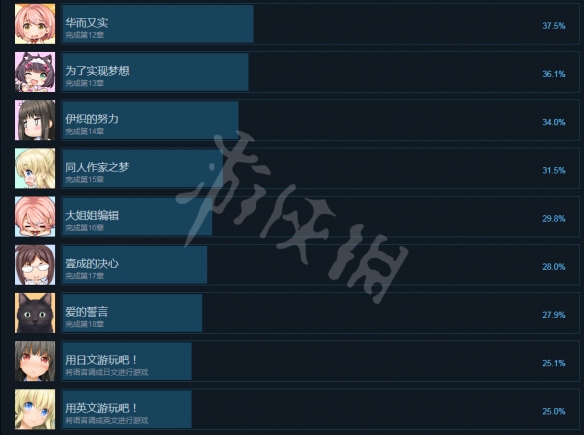 华而又实
37.5%
完成第12章
为了实现梦想
36.1%
完成第13章
伊织的努力
34.0%
完成第14章
同人作家之梦
31.5%
完成第15章
大姐姐编辑
29.8%
完成第16章
壹成的决心
28.0%
完成第17章
爱的誓言
27.9%
完成第18章
用日文游玩吧！
25.1%
将语言调成日文进行游戏
用英文游玩吧！
25.0%
将语言调成英文进行游戏
游侠网